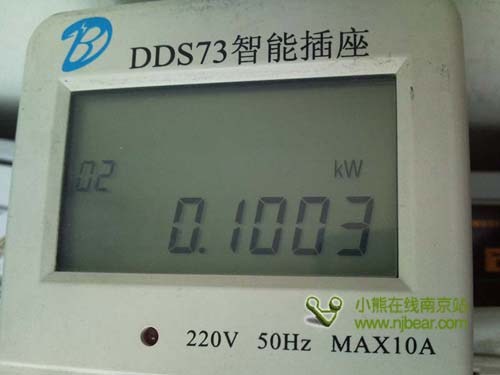 DDS73智能插座
02
kW
0.1003
小熊在线南京站
www.njbear.com
220V 50Hz MAX10A